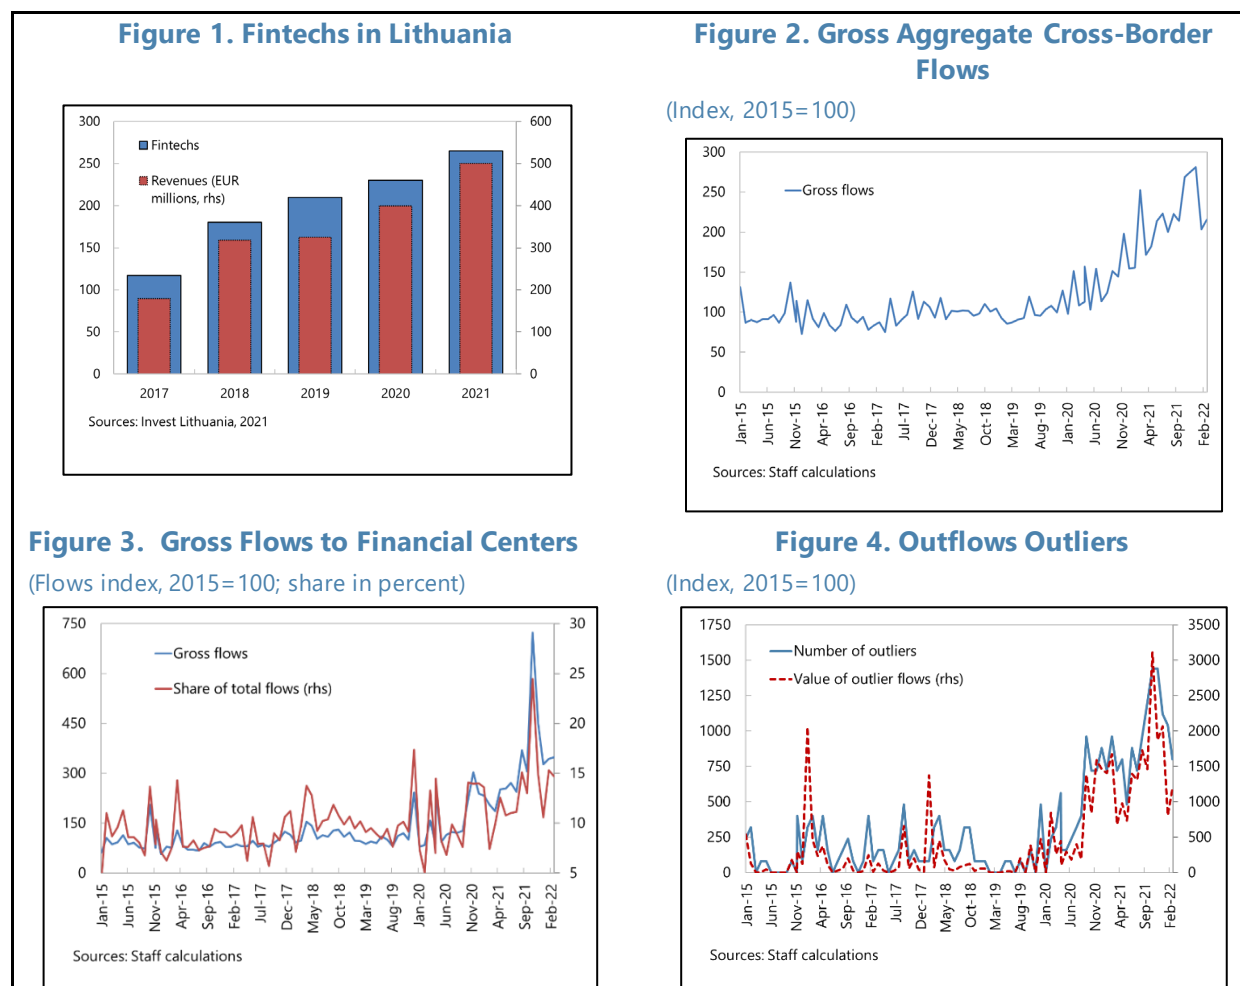 Figure 1. Fintechs in Lithuania
300
250
200
150
100
50
0
600
500
400
300
200
100
0
Fintechs
Revenues (EUR
millions, rhs)
2017 2018 2019 2020 2021
Sources: Invest Lithuania, 2021
Figure 2. Gross Aggregate Cross-Border
Flows
(Index, 2015=100)
300
250
200
150
100
50
0
Gross flows
Jan-15
Jun-15
Nov-15
Apr-16
Sep-16
Feb-17
Jul-17
Dec-17
May-18
Oct-18
Mar-19
Aug-19
Jan-20
Jun-20
Nov-20
Apr-21
Sep-21
Feb-22
Sources: Staff calculations
Figure 3. Gross Flows to Financial Centers
(Flows index, 2015=100; share in percent)
750
600
450
300
150
0
30
25
20
15
10
5
Gross flows
Share of total flows (rhs)
Jan-15
Jun-15
Nov-15
Apr-16
Sep-16
Feb-17
Jul-17
Dec-17
May-18
Oct-18
Mar-19
Aug-19
Jan-20
Jun-20
Nov-20
Apr-21
Sep-21
Feb-22
Sources: Staff calculations
Figure 4. Outflows Outliers
(Index, 2015=100)
1750
1500
1250
1000
750
500
250
0
3500
3000
2500
2000
1500
1000
500
0
Number of outliers
Value of outlier flows (rhs)
Jan-15
Jun-15
Nov-15
Apr-16
Sep-16
Feb-17
Jul-17
Dec-17
May-18
Oct-18
Mar-19
Aug-19
Jan-20
Jun-20
Nov-20
Apr-21
Sep-21
Feb-22
Sources: Staff calculations